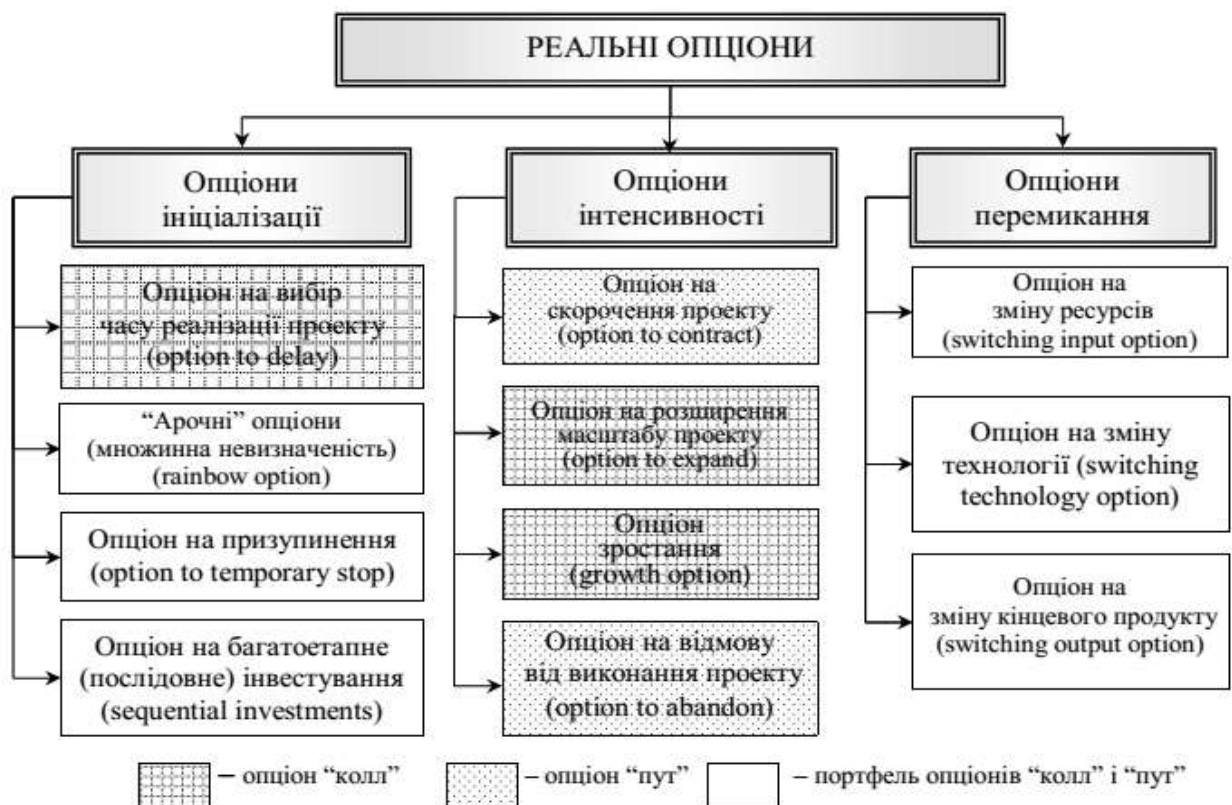 РЕАЛЬНІ ОПЦІОНИ
Опціони
ініціалізації
Опціон на вибір
часу реалізації проекту
(option to delay)
“Арочні” опціони
(множинна невизначеність)
(rainbow option)
Опціон на призупинення
(option to temporary stop)
Опціон на багатоетапне
(послідовне) інвестування
(sequential investments)
Опціони
інтенсивності
Опціон на
скорочення проекту
(option to contract)
Опціон на розширення
масштабу проекту
(option to expand)
Опціон
зростання
(growth option)
Опціон на відмову
від виконання проекту
(option to abandon)
Опціони
перемикання
Опціон на
зміну ресурсів
(switching input option)
Опціон на зміну
технології (switching
technology option)
Опціон на
зміну кінцевого продукту
(switching output option)
– опціон “колл”
– опціон “пут”
– портфель опціонів “колл” і “пут”